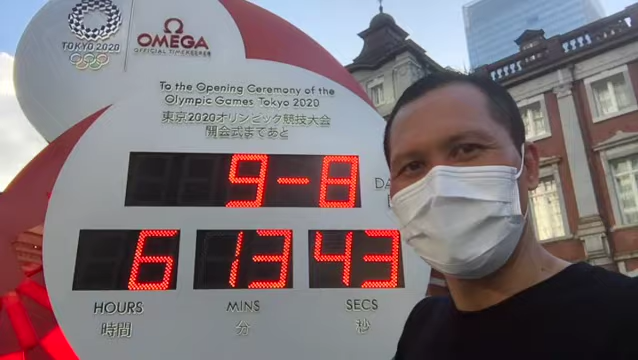 TOKYO 2020
Ω
OMEGA
OFFICIAL TIMEKEEPER
To the Opening Ceremony of the
Olympic Games Tokyo 2020
東京2020オリンピック競技大会
開会式まであと
DA
6 13 43
HOURS MINS SECS
時間 分 秒